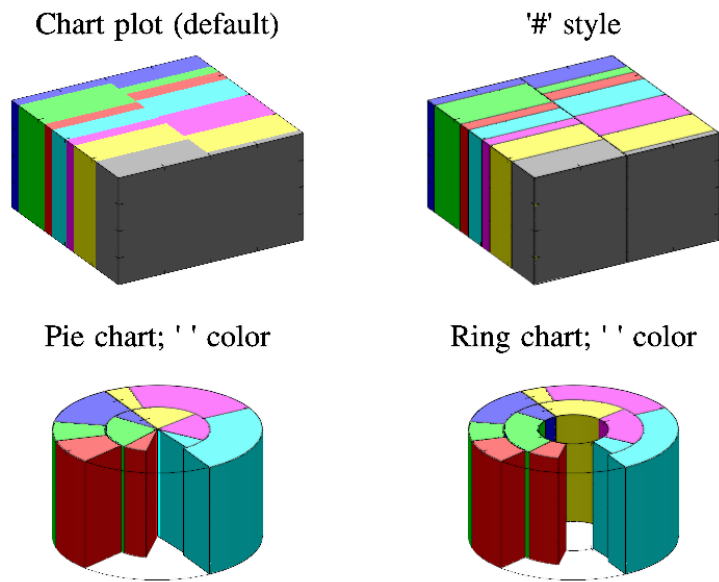 Chart plot (default)
'#' style
Pie chart; ' ' color
Ring chart; ' ' color